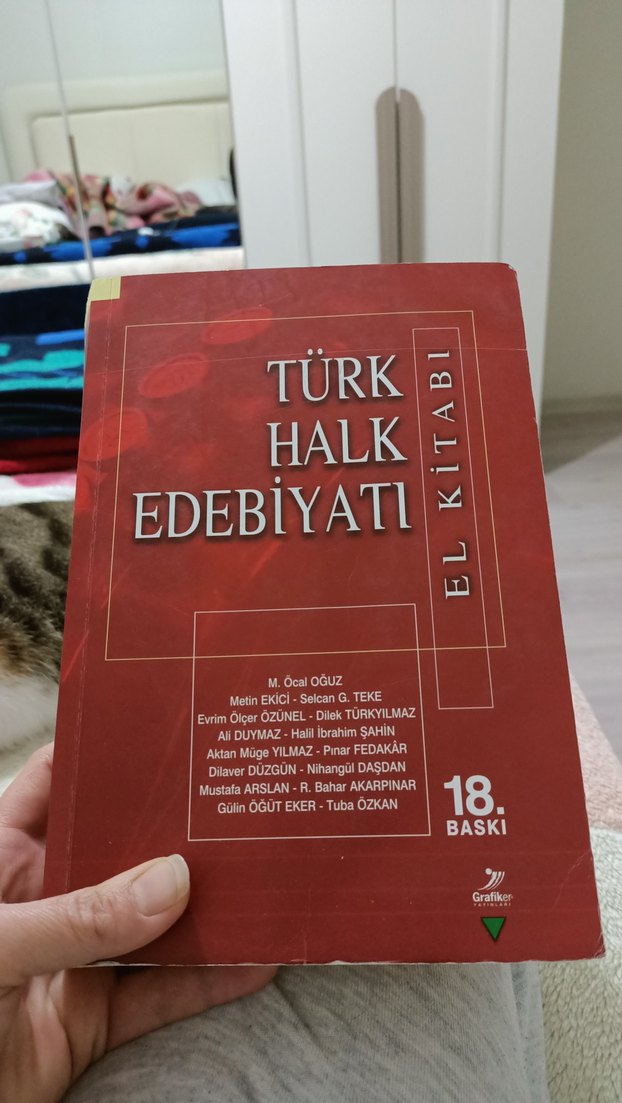 TÜRK
HALK
EDEBİYATI
EL KİTABI
M. Öcal OĞUZ
Metin EKİCİ - Selcan G. TEKE
Evrim Ölçer ÖZÜNEL - Dilek TÜRKYILMAZ
Ali DUYMAZ - Halil İbrahim ŞAHİN
Aktan Müge YILMAZ - Pınar FEDAKÂR
Dilaver DÜZGÜN - Nihangül DAŞDAN
Mustafa ARSLAN - R. Bahar AKARPINAR
Gülin ÖĞÜT EKER - Tuba ÖZKAN
18.
BASKI
Grafiker
YAYINLARI